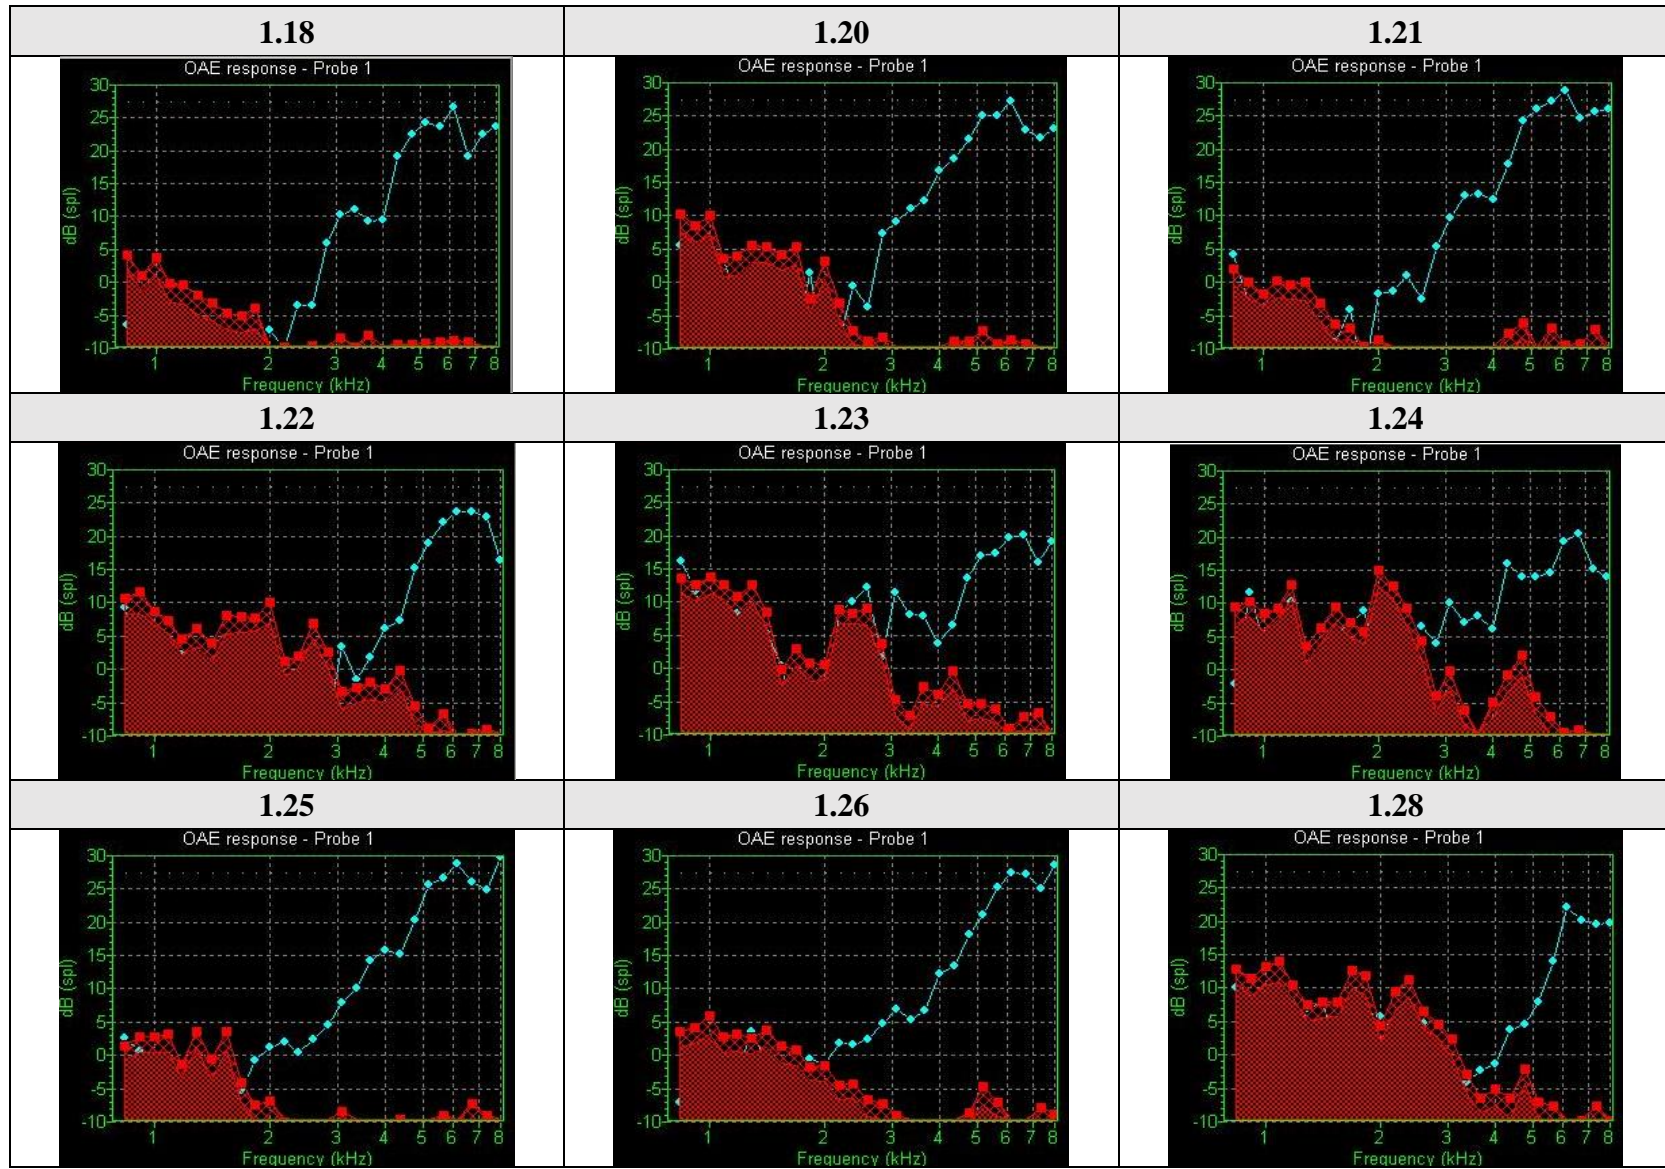 1.18 1.20 1.21
OAE response - Probe 1 OAE response - Probe 1 OAE response - Probe 1
30 30 30
25 25 25
20 20 20
15 15 15
10 10 10
5 5 5
0 0 0
-5 -5 -5
-10 -10 -10
dB (spl) dB (spl) dB (spl)
1 2 3 4 5 6 7 8 1 2 3 4 5 6 7 8 1 2 3 4 5 6 7 8
Frequency (kHz) Frequency (kHz) Frequency (kHz)
1.22 1.23 1.24
OAE response - Probe 1 OAE response - Probe 1 OAE response - Probe 1
30 30 30
25 25 25
20 20 20
15 15 15
10 10 10
5 5 5
0 0 0
-5 -5 -5
-10 -10 -10
dB (spl) dB (spl) dB (spl)
1 2 3 4 5 6 7 8 1 2 3 4 5 6 7 8 1 2 3 4 5 6 7 8
Frequency (kHz) Frequency (kHz) Frequency (kHz)
1.25 1.26 1.28
OAE response - Probe 1 OAE response - Probe 1 OAE response - Probe 1
30 30 30
25 25 25
20 20 20
15 15 15
10 10 10
5 5 5
0 0 0
-5 -5 -5
-10 -10 -10
dB (spl) dB (spl) dB (spl)
1 2 3 4 5 6 7 8 1 2 3 4 5 6 7 8 1 2 3 4 5 6 7 8
Frequency (kHz) Frequency (kHz) Frequency (kHz)